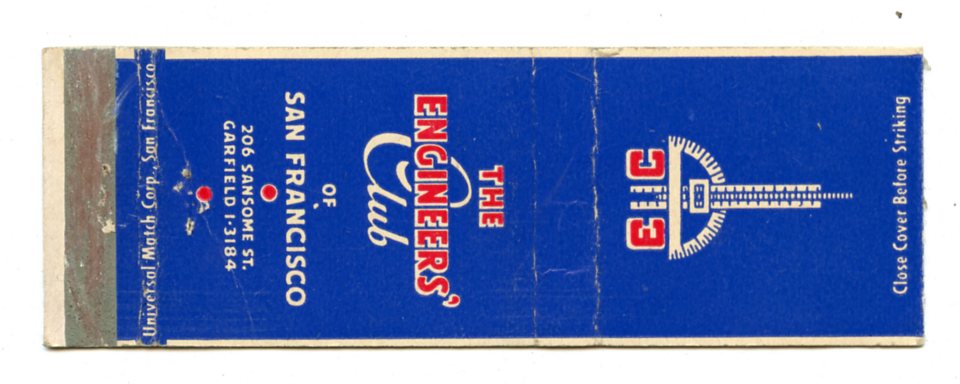 THE
ENGINEERS'
Club
OF
SAN FRANCISCO
206 SANSOME ST.
GARFIELD 1-3184
Universal Match Corp., San Francisco
E C
Close Cover Before Striking